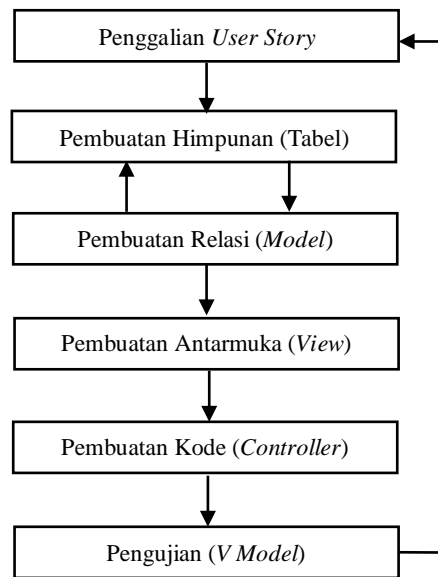 Penggalian User Story
Pembuatan Himpunan (Tabel)
Pembuatan Relasi (Model)
Pembuatan Antarmuka (View)
Pembuatan Kode (Controller)
Pengujian (V Model)